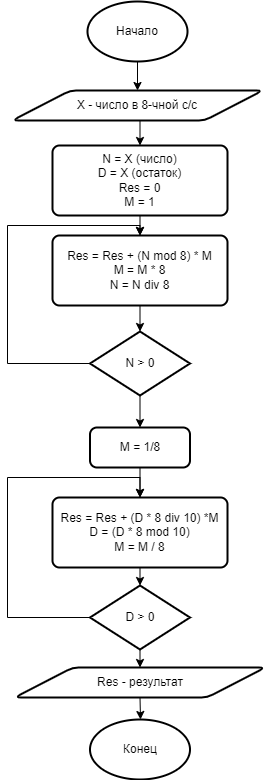 Начало
X - число в 8-чной с/с
N = X (число)
D = X (остаток)
Res = 0
M = 1
Res = Res + (N mod 8) * M
M = M * 8
N = N div 8
N > 0
M = 1/8
Res = Res + (D * 8 div 10) *M
D = (D * 8 mod 10)
M = M / 8
D > 0
Res - результат
Конец